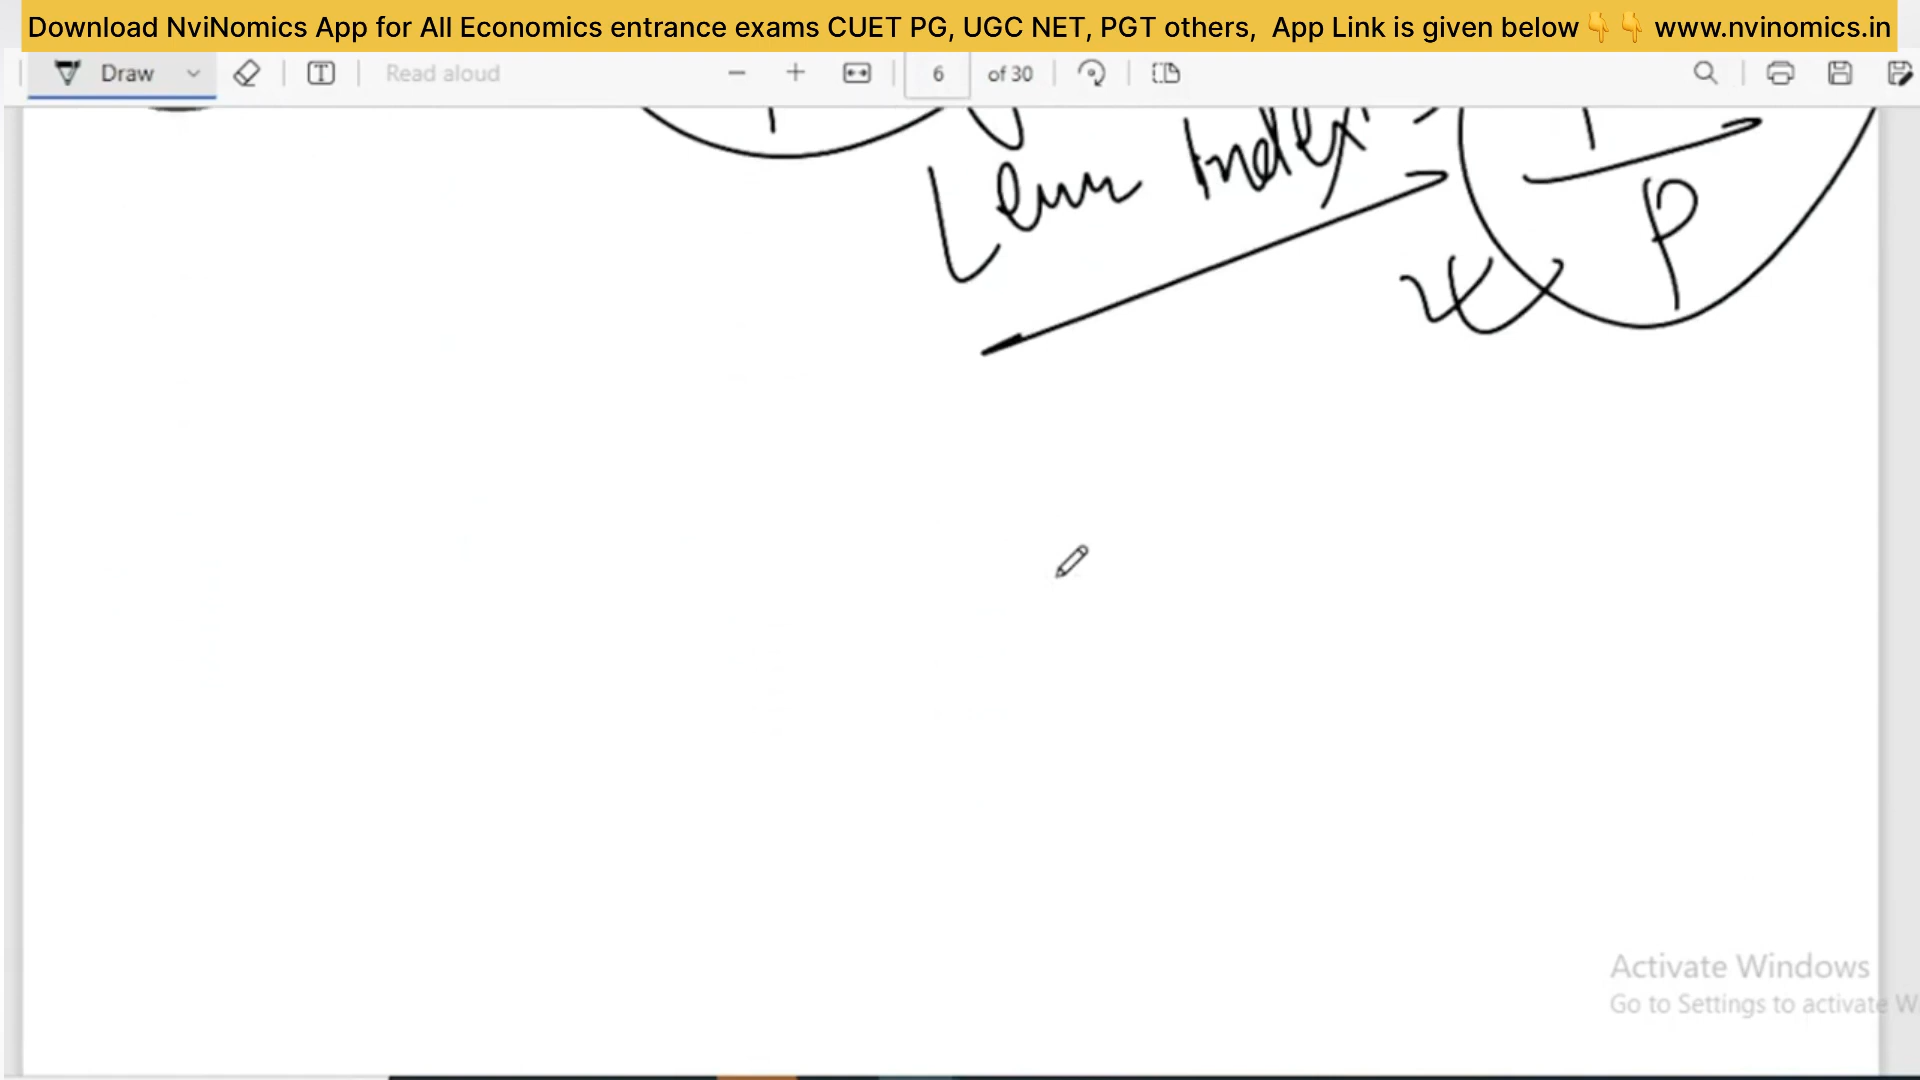 Download NviNomics App for All Economics entrance exams CUET PG, UGC NET, PGT others, App Link is given below👇👇 www.nvinomics.in
Draw Read aloud 6 of 30
Index
P
Activate Windows
Go to Settings to activate W